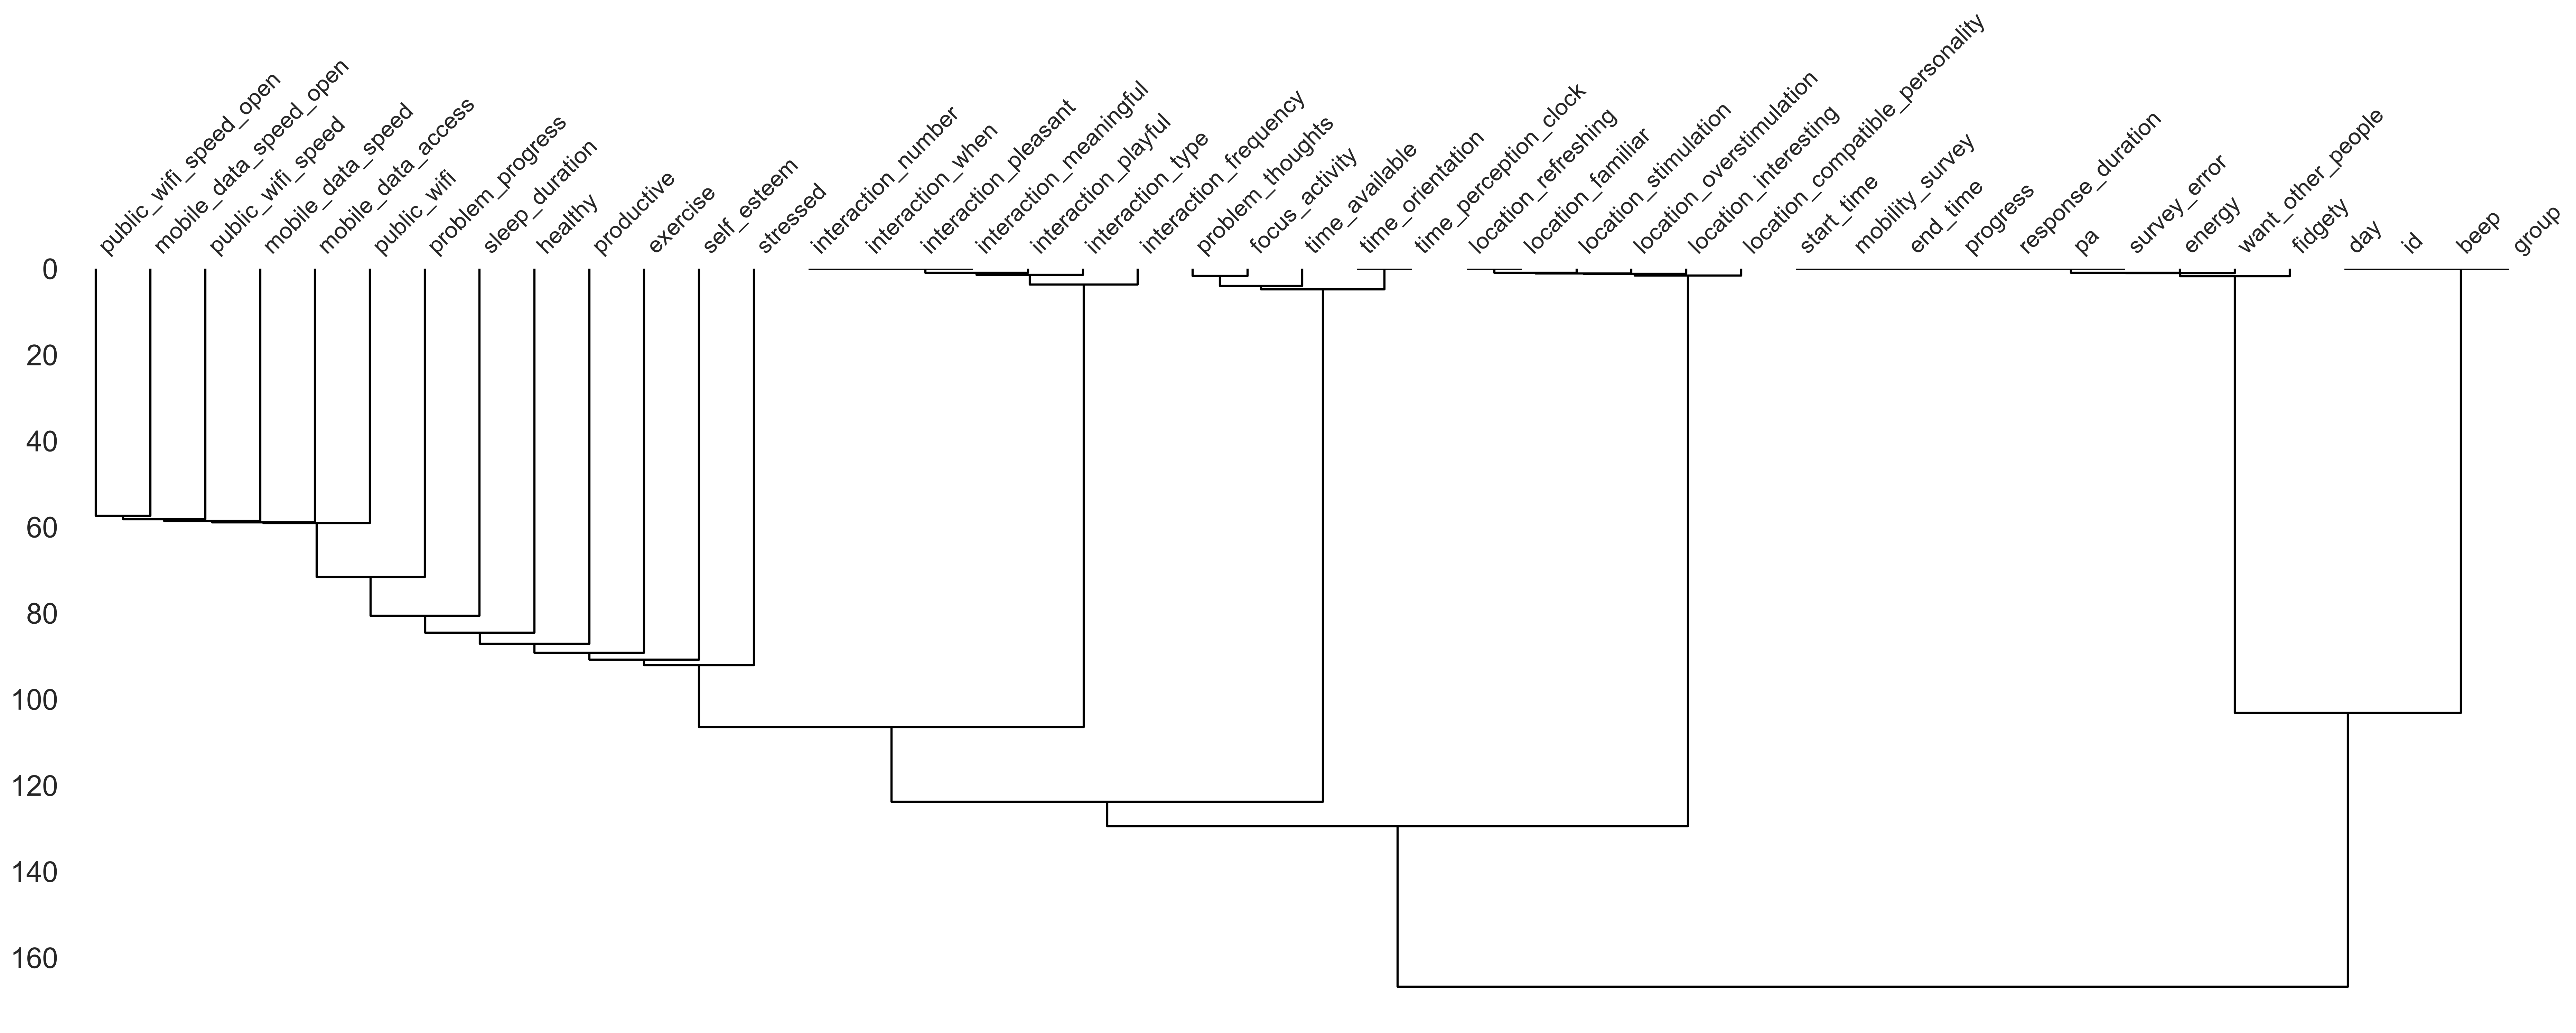 public_wifi_speed_open
mobile_data_speed_open
public_wifi_speed
mobile_data_speed
mobile_data_access
public_wifi
problem_progress
sleep_duration
healthy
productive
exercise
self_esteem
stressed
interaction_number
interaction_when
interaction_pleasant
interaction_meaningful
interaction_playful
interaction_type
interaction_frequency
problem_thoughts
focus_activity
time_available
time_orientation
time_perception_clock
location_refreshing
location_familiar
location_stimulation
location_overstimulation
location_interesting
location_compatible_personality
start_time
mobility_survey
end_time
progress
response_duration
pa
survey_error
energy
want_other_people
fidgety
day
id
beep
group
0
20
40
60
80
100
120
140
160